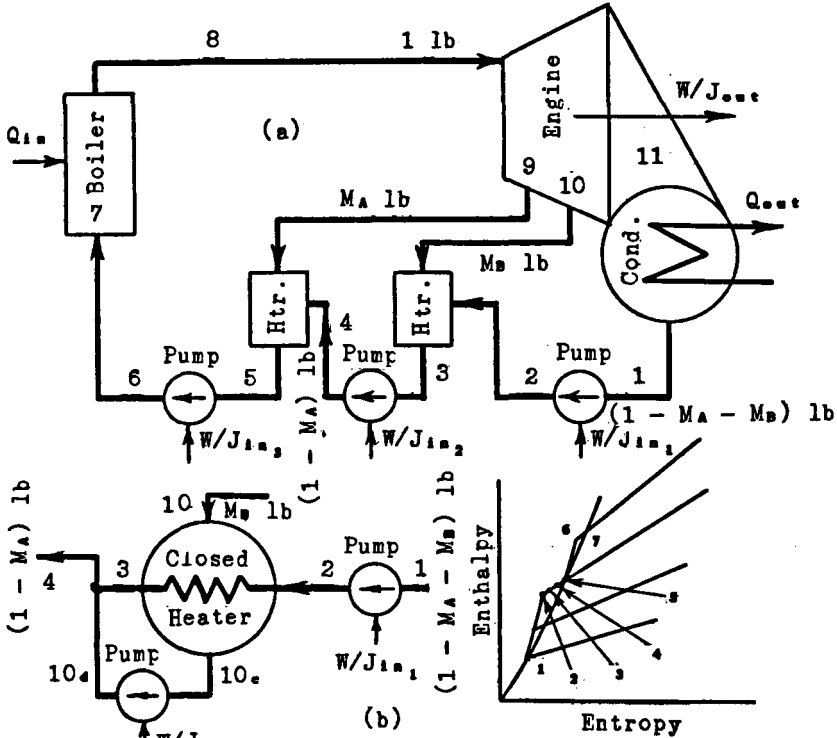 8
1 lb
W/Jout
Engine
(a)
11
Qin
Boiler
7
9
10
Qout
MA lb
MB lb
Cond.
Htr.
Htr.
4
Pump
Pump
Pump
6
5
3
2
1
(1 - MA) lb
(1 - MA - MB) lb
W/Jin3
W/Jin2
W/Jin1
10
MB lb
(1 - MA) lb
4
3
Closed
Heater
2
Pump
1
(1 - MA - MB) lb
W/Jin1
10d
Pump
10c
(b)
Enthalpy
6
7
5
4
1
2
3
Entropy